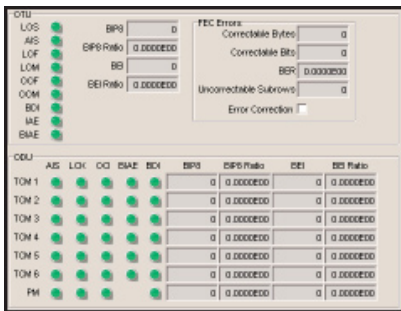 OTU
LOS
AIS
LOF
LOM
OOF
OOM
BDI
IAE
BIAE
BIP8 0
BIP8 Ratio 0.0000E00
BEI 0
BEI Ratio 0.0000E00
FEC Errors
Correctable Bytes 0
Correctable Bits 0
BER 0.0000E00
Uncorrectable Subrows 0
Error Correction
ODU
AIS LCK OCI BIAE BDI BIP8 BIP8 Ratio BEI BEI Ratio
TCM 1 0 0.0000E00 0 0.0000E00
TCM 2 0 0.0000E00 0 0.0000E00
TCM 3 0 0.0000E00 0 0.0000E00
TCM 4 0 0.0000E00 0 0.0000E00
TCM 5 0 0.0000E00 0 0.0000E00
TCM 6 0 0.0000E00 0 0.0000E00
PM 0 0.0000E00 0 0.0000E00